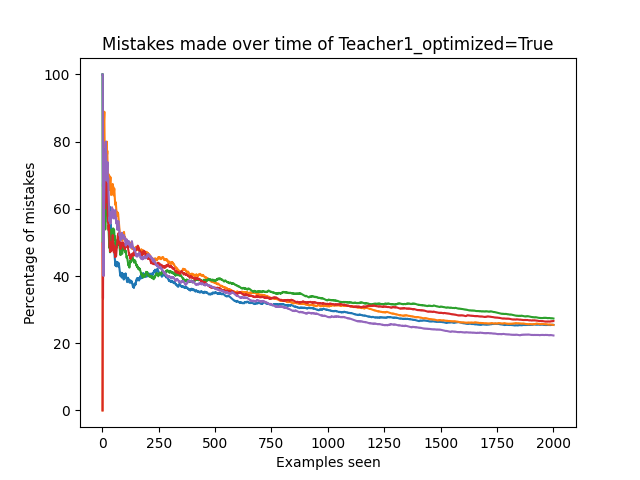 Mistakes made over time of Teacher1_optimized=True
Percentage of mistakes
100
80
60
40
20
0
0 250 500 750 1000 1250 1500 1750 2000
Examples seen